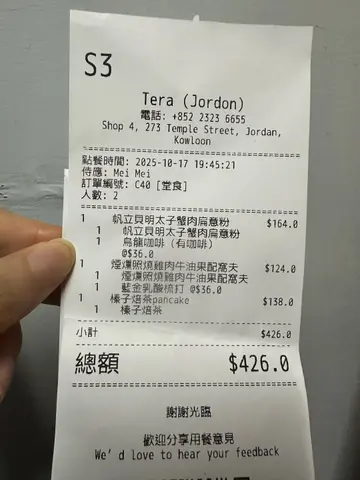 S3
Tera (Jordon)
電話: +852 2323 6655
Shop 4, 273 Temple Street, Jordan,
Kowloon
點餐時間: 2025-10-17 19:45:21
侍應: Mei Mei
訂單編號: C40 [堂食]
人數: 2
1 帆立貝明太子蟹肉扁意粉 $164.0
1 帆立貝明太子蟹肉扁意粉
1 烏龍咖啡（有咖啡）
@$36.0
1 煙燻照燒雞肉牛油果配窩夫 $124.0
1 煙燻照燒雞肉牛油果配窩夫
1 藍金乳酸梳打 @$36.0
1 榛子焙茶pancake $138.0
1 榛子焙茶
小計 $426.0
總額 $426.0
謝謝光臨
歡迎分享用餐意見
We' d love to hear your feedback